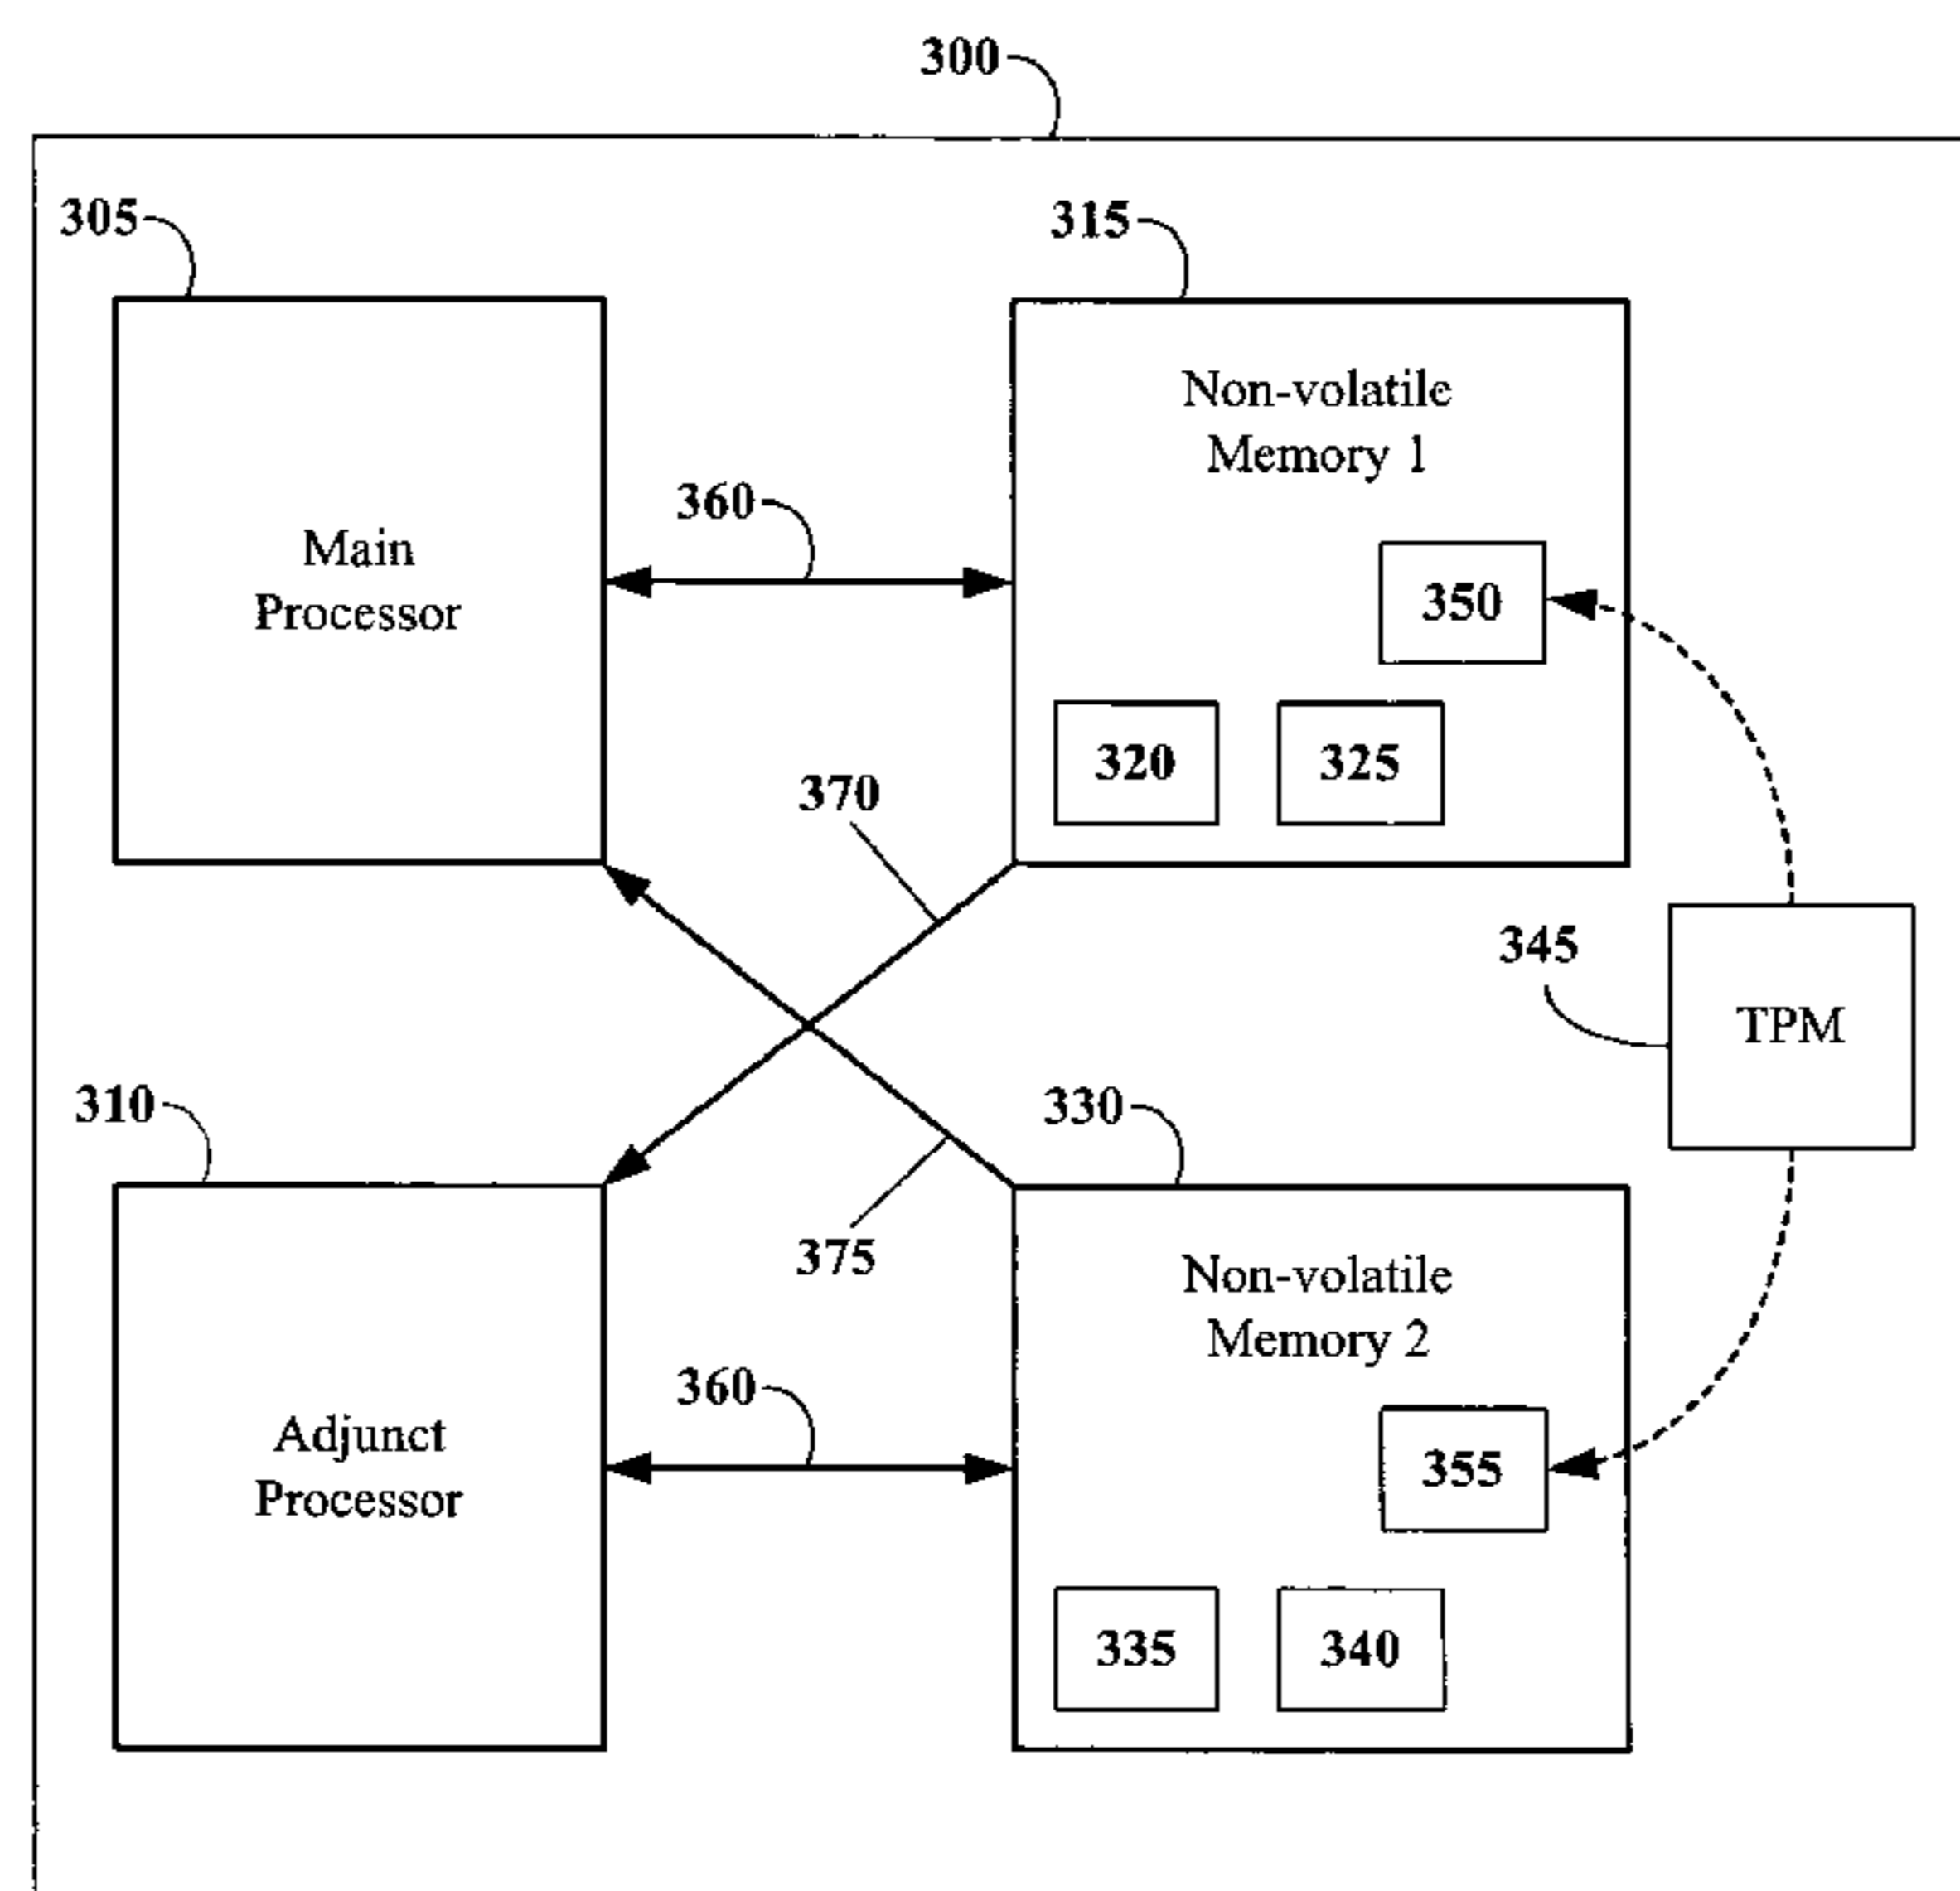 300
305
315
Non-volatile
Memory 1
360
Main
Processor
350
320
325
370
345
TPM
310
330
375
Non-volatile
Memory 2
360
Adjunct
Processor
355
335
340